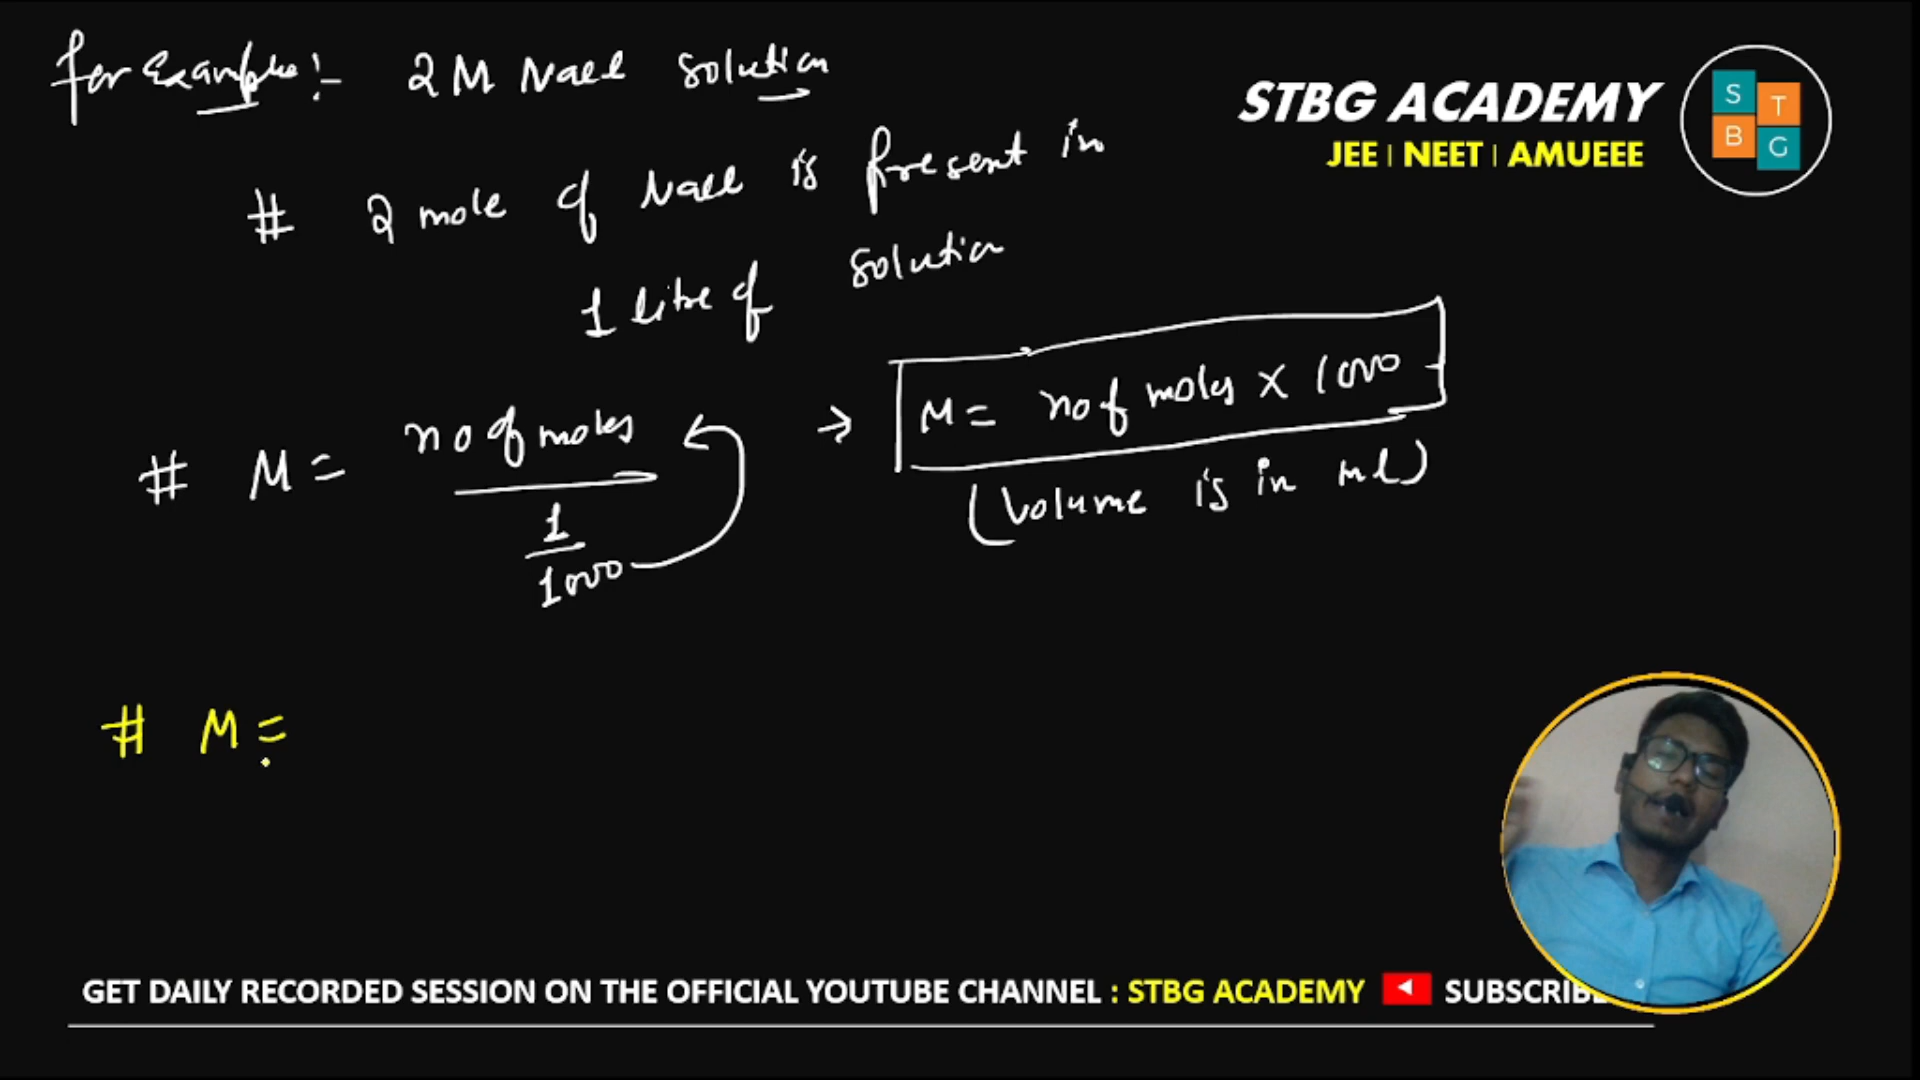 for Example:- 2M NaCl solution
# 2 mole of NaCl is present in
1 litre of solution
# M = no of moles
1
1000
→ M = no of moles × 1000
(Volume is in ml)
# M =
STBG ACADEMY
JEE | NEET | AMUEEE
S T
B G
GET DAILY RECORDED SESSION ON THE OFFICIAL YOUTUBE CHANNEL : STBG ACADEMY SUBSCRIBE